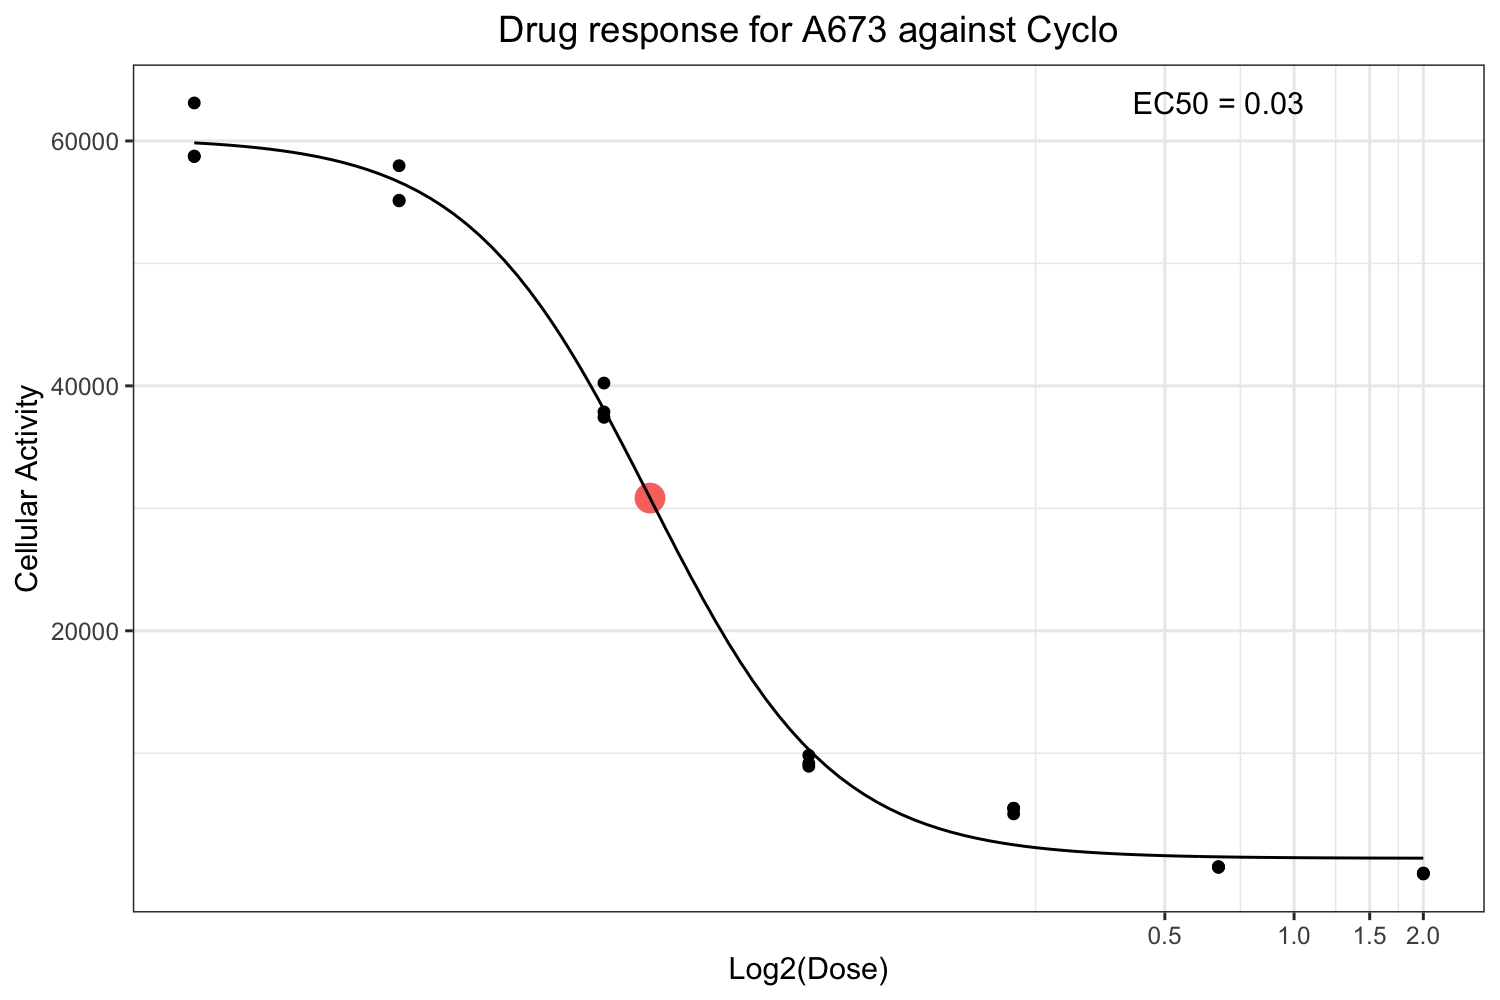 Drug response for A673 against Cyclo
EC50 = 0.03
60000
40000
20000
Cellular Activity
0.5 1.0 1.5 2.0
Log2(Dose)